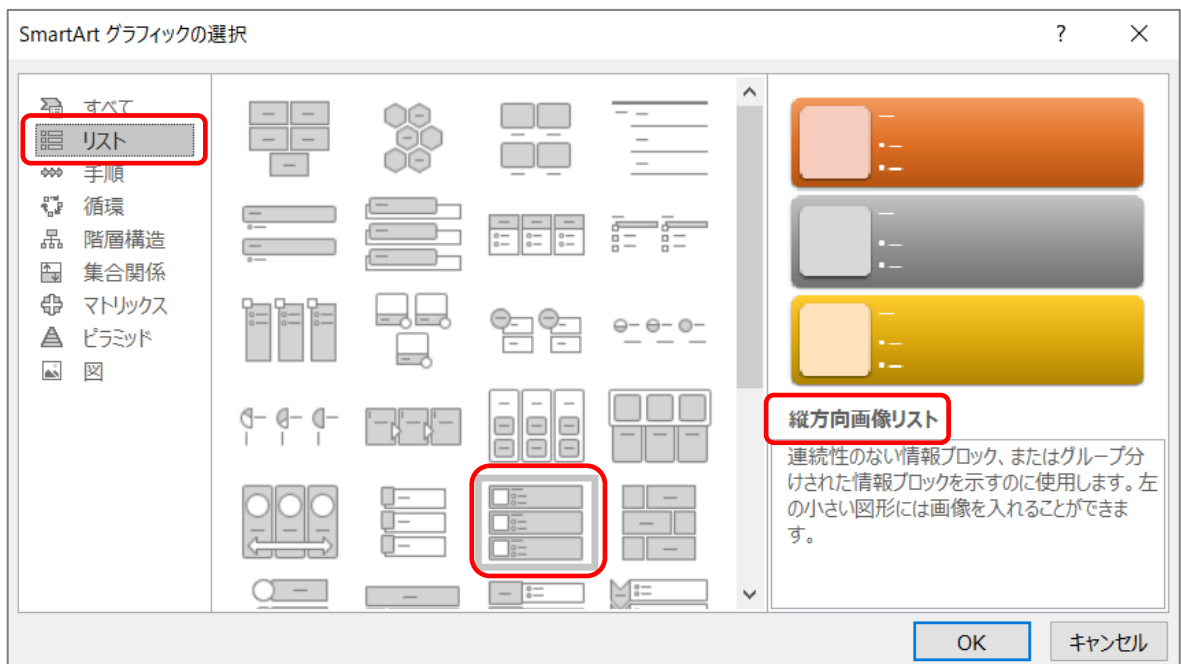 SmartArt グラフィックの選択
?
すべて
リスト
手順
循環
階層構造
集合関係
マトリックス
ピラミッド
図
縦方向画像リスト
連続性のない情報ブロック、またはグループ分
けされた情報ブロックを示すのに使用します。左
の小さい図形には画像を入れることができま
す。
OK
キャンセル